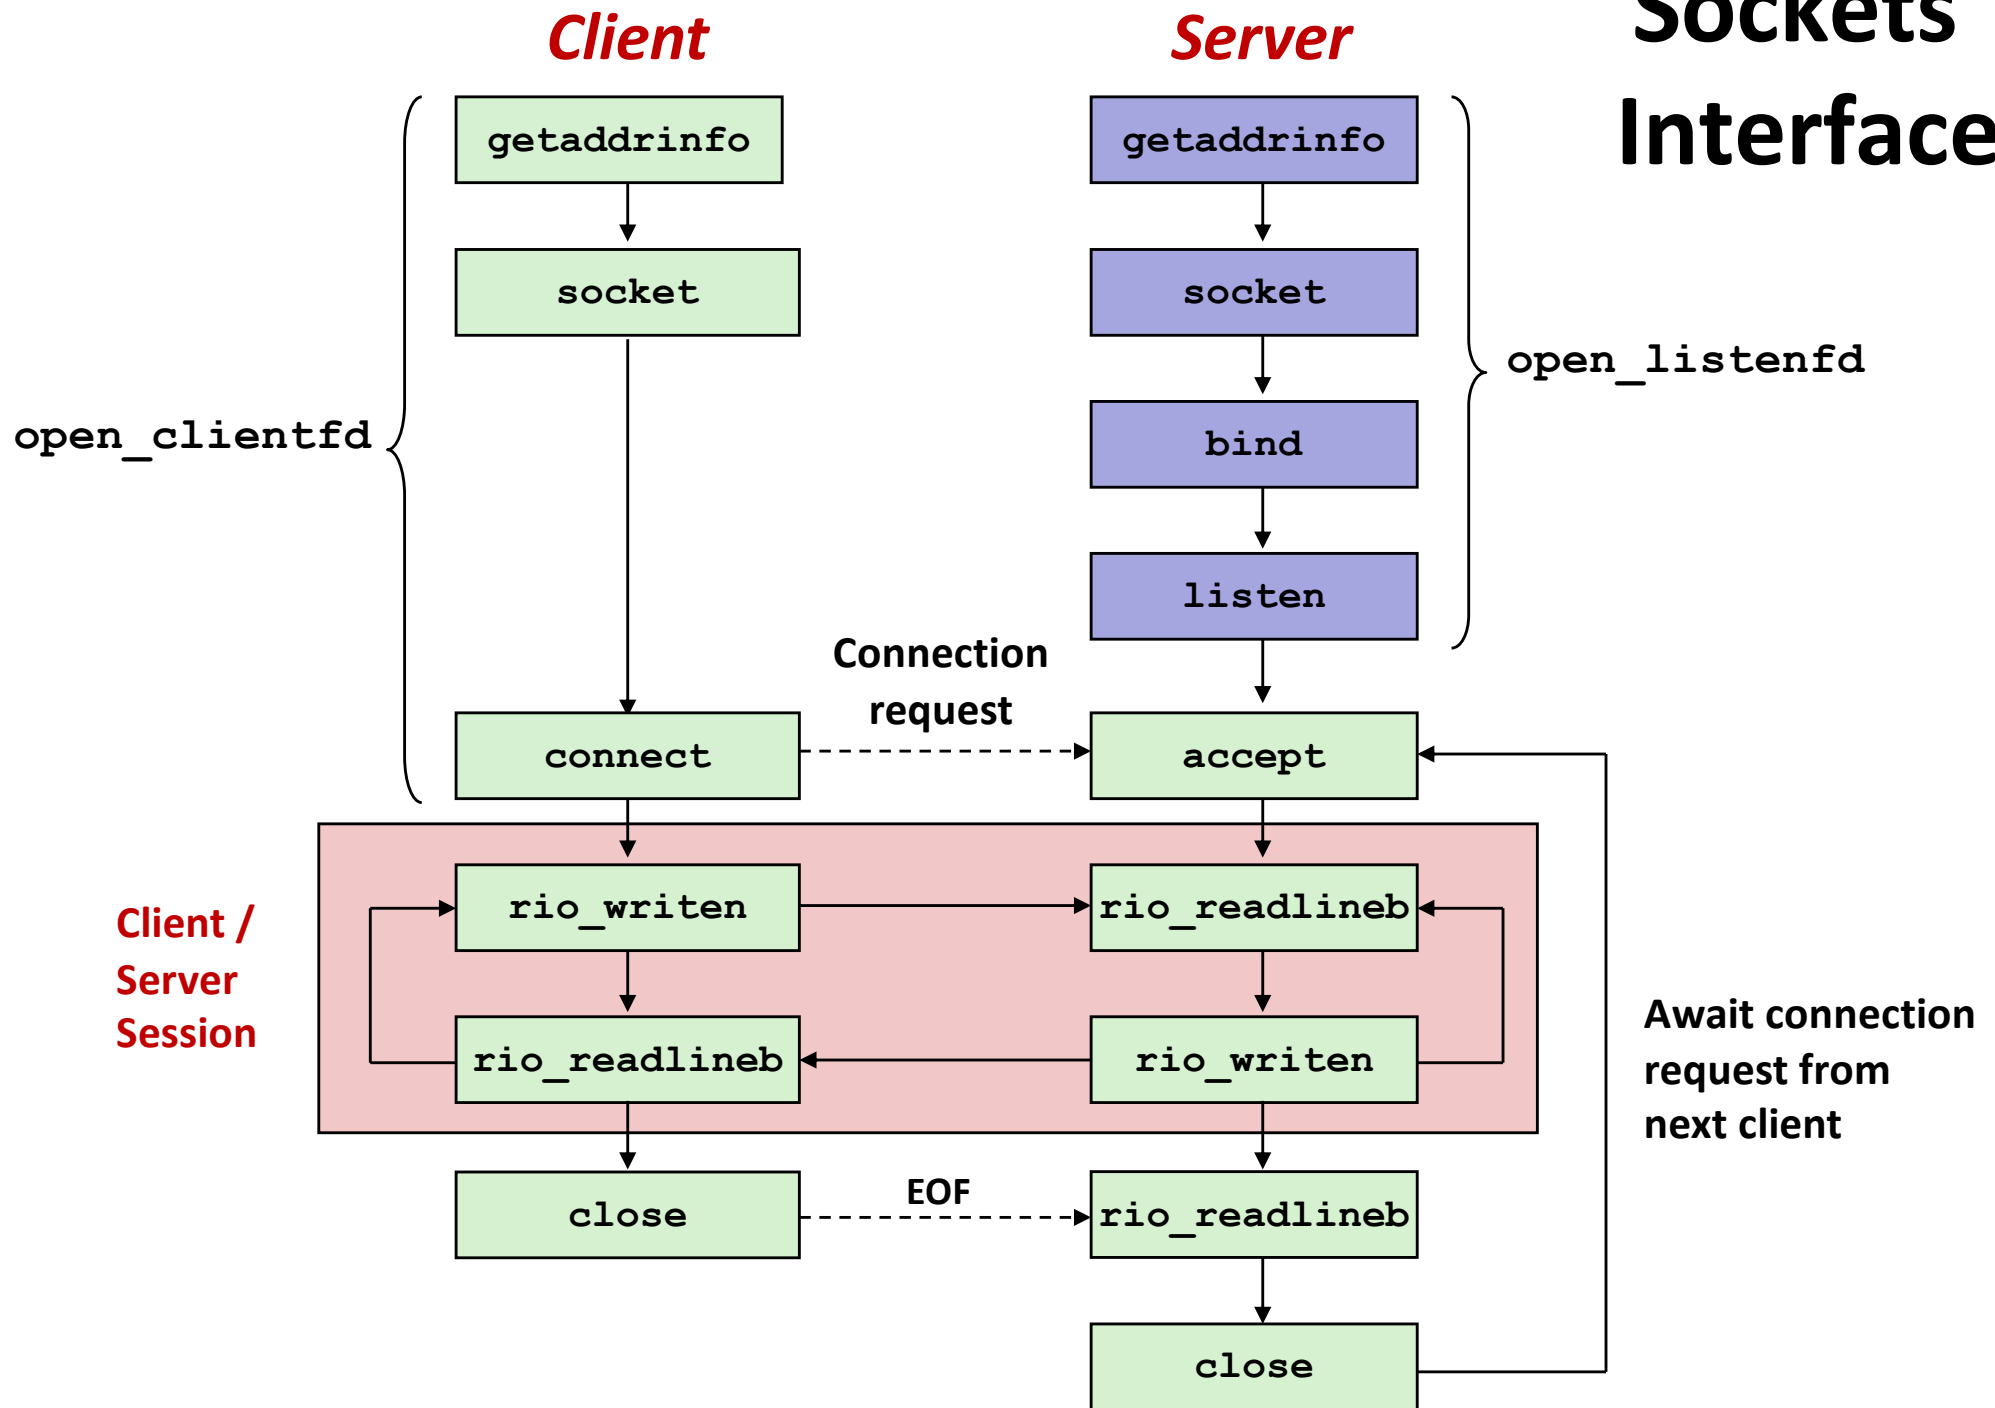 Sockets
Interface
Client
Server
getaddrinfo
getaddrinfo
socket
socket
open_listenfd
open_clientfd
bind
listen
Connection
request
connect
accept
Client /
Server
Session
rio_writen
rio_readlineb
rio_readlineb
rio_writen
Await connection
request from
next client
close
EOF
rio_readlineb
close